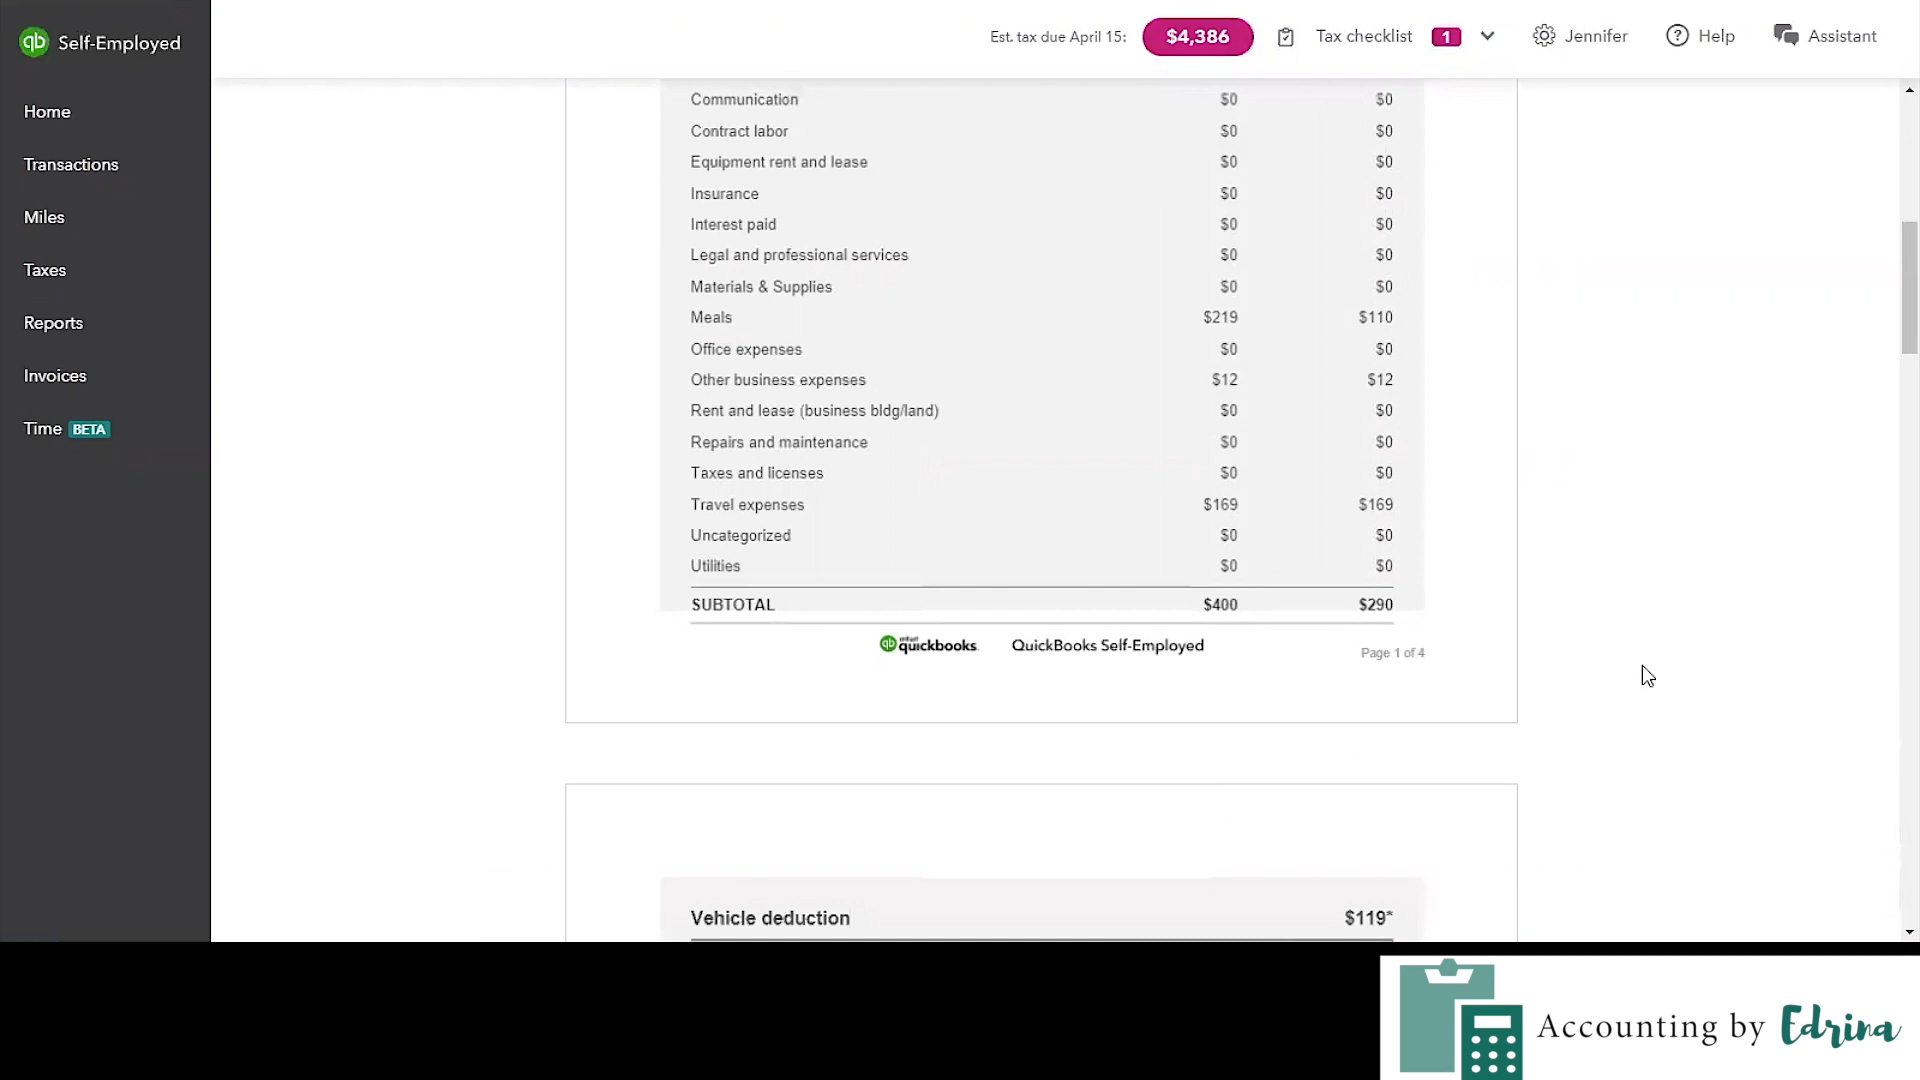 qb Self-Employed
Est. tax due April 15: $4,386 Tax checklist 1 Jennifer Help Assistant
Home
Transactions
Miles
Taxes
Reports
Invoices
Time BETA
Communication $0 $0
Contract labor $0 $0
Equipment rent and lease $0 $0
Insurance $0 $0
Interest paid $0 $0
Legal and professional services $0 $0
Materials & Supplies $0 $0
Meals $219 $110
Office expenses $0 $0
Other business expenses $12 $12
Rent and lease (business bldg/land) $0 $0
Repairs and maintenance $0 $0
Taxes and licenses $0 $0
Travel expenses $169 $169
Uncategorized $0 $0
Utilities $0 $0
SUBTOTAL $400 $290
qb intuit quickbooks. QuickBooks Self-Employed
Page 1 of 4
Vehicle deduction $119*
Accounting by Edrina